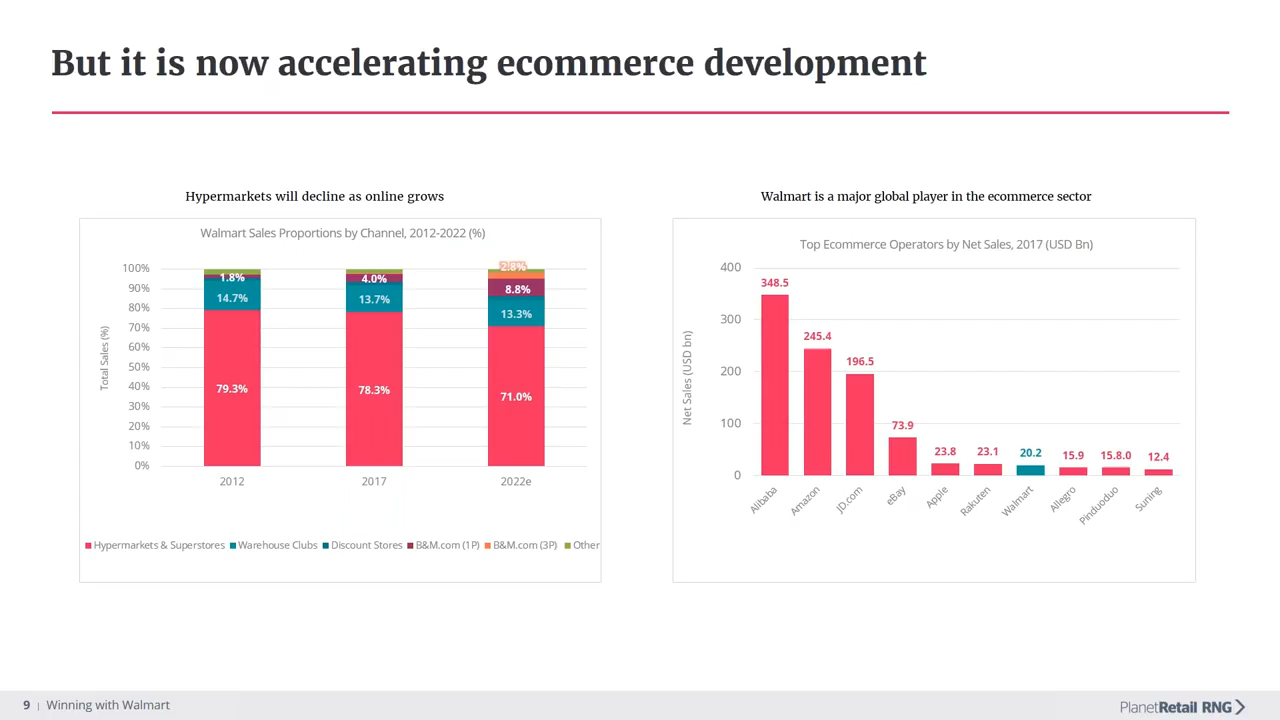 But it is now accelerating ecommerce development
Hypermarkets will decline as online grows
Walmart Sales Proportions by Channel, 2012-2022 (%)
Total Sales (%)
100%
90%
80%
70%
60%
50%
40%
30%
20%
10%
0%
1.8%
14.7%
79.3%
4.0%
13.7%
78.3%
2.8%
8.8%
13.3%
71.0%
2012 2017 2022e
Hypermarkets & Superstores Warehouse Clubs Discount Stores B&M.com (1P) B&M.com (3P) Other
Walmart is a major global player in the ecommerce sector
Top Ecommerce Operators by Net Sales, 2017 (USD Bn)
Net Sales (USD bn)
400
300
200
100
0
348.5
245.4
196.5
73.9
23.8
23.1
20.2
15.9
15.8.0
12.4
Alibaba
Amazon
JD.com
eBay
Apple
Rakuten
Walmart
Allegro
Pinduoduo
Suning
9 | Winning with Walmart
PlanetRetail RNG